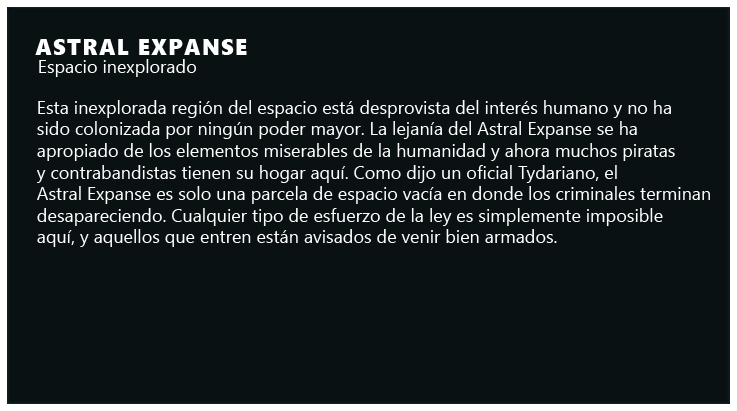 ASTRAL EXPANSE
Espacio inexplorado
Esta inexplorada región del espacio está desprovista del interés humano y no ha
sido colonizada por ningún poder mayor. La lejanía del Astral Expanse se ha
apropiado de los elementos miserables de la humanidad y ahora muchos piratas
y contrabandistas tienen su hogar aquí. Como dijo un oficial Tydariano, el
Astral Expanse es solo una parcela de espacio vacía en donde los criminales terminan
desapareciendo. Cualquier tipo de esfuerzo de la ley es simplemente imposible
aquí, y aquellos que entren están avisados de venir bien armados.